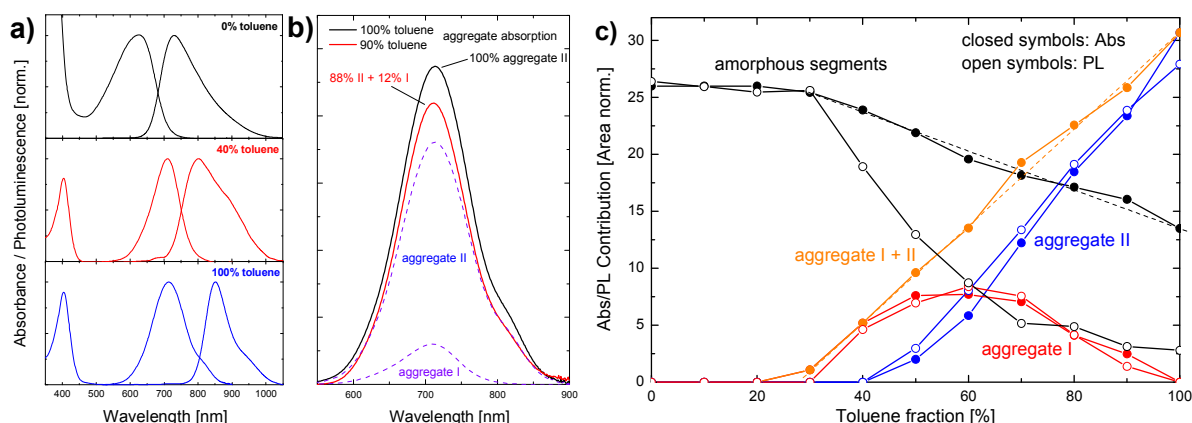 a)
Absorbance / Photoluminescence [norm.]
0% toluene
40% toluene
100% toluene
400 500 600 700 800 900 1000
Wavelength [nm]
b)
100% toluene
90% toluene
aggregate absorption
100% aggregate II
88% II + 12% I
aggregate II
aggregate I
600 700 800 900
Wavelength [nm]
c)
Abs/PL Contribution [Area norm.]
30
25
20
15
10
5
0
closed symbols: Abs
open symbols: PL
amorphous segments
aggregate I + II
aggregate II
aggregate I
0 20 40 60 80 100
Toluene fraction [%]